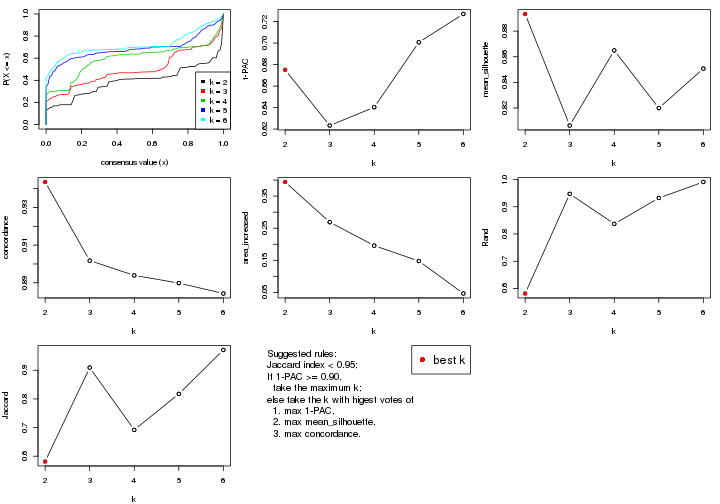 P(X <= x)
0.0 0.2 0.4 0.6 0.8 1.0
k = 2
k = 3
k = 4
k = 5
k = 6
0.0 0.2 0.4 0.6 0.8 1.0
consensus value (x)
1-PAC
0.62 0.64 0.66 0.68 0.70 0.72
2 3 4 5 6
k
mean_silhouette
0.82 0.84 0.86 0.88
2 3 4 5 6
k
concordance
0.89 0.91 0.93
2 3 4 5 6
k
area_increased
0.05 0.15 0.25 0.35
2 3 4 5 6
k
Rand
0.6 0.7 0.8 0.9 1.0
2 3 4 5 6
k
Jaccard
0.6 0.7 0.8 0.9
2 3 4 5 6
k
Suggested rules:
Jaccard index < 0.95;
If 1-PAC >= 0.90,
take the maximum k;
else take the k with higest votes of
1. max 1-PAC,
2. max mean_silhouette,
3. max concordance.
best k